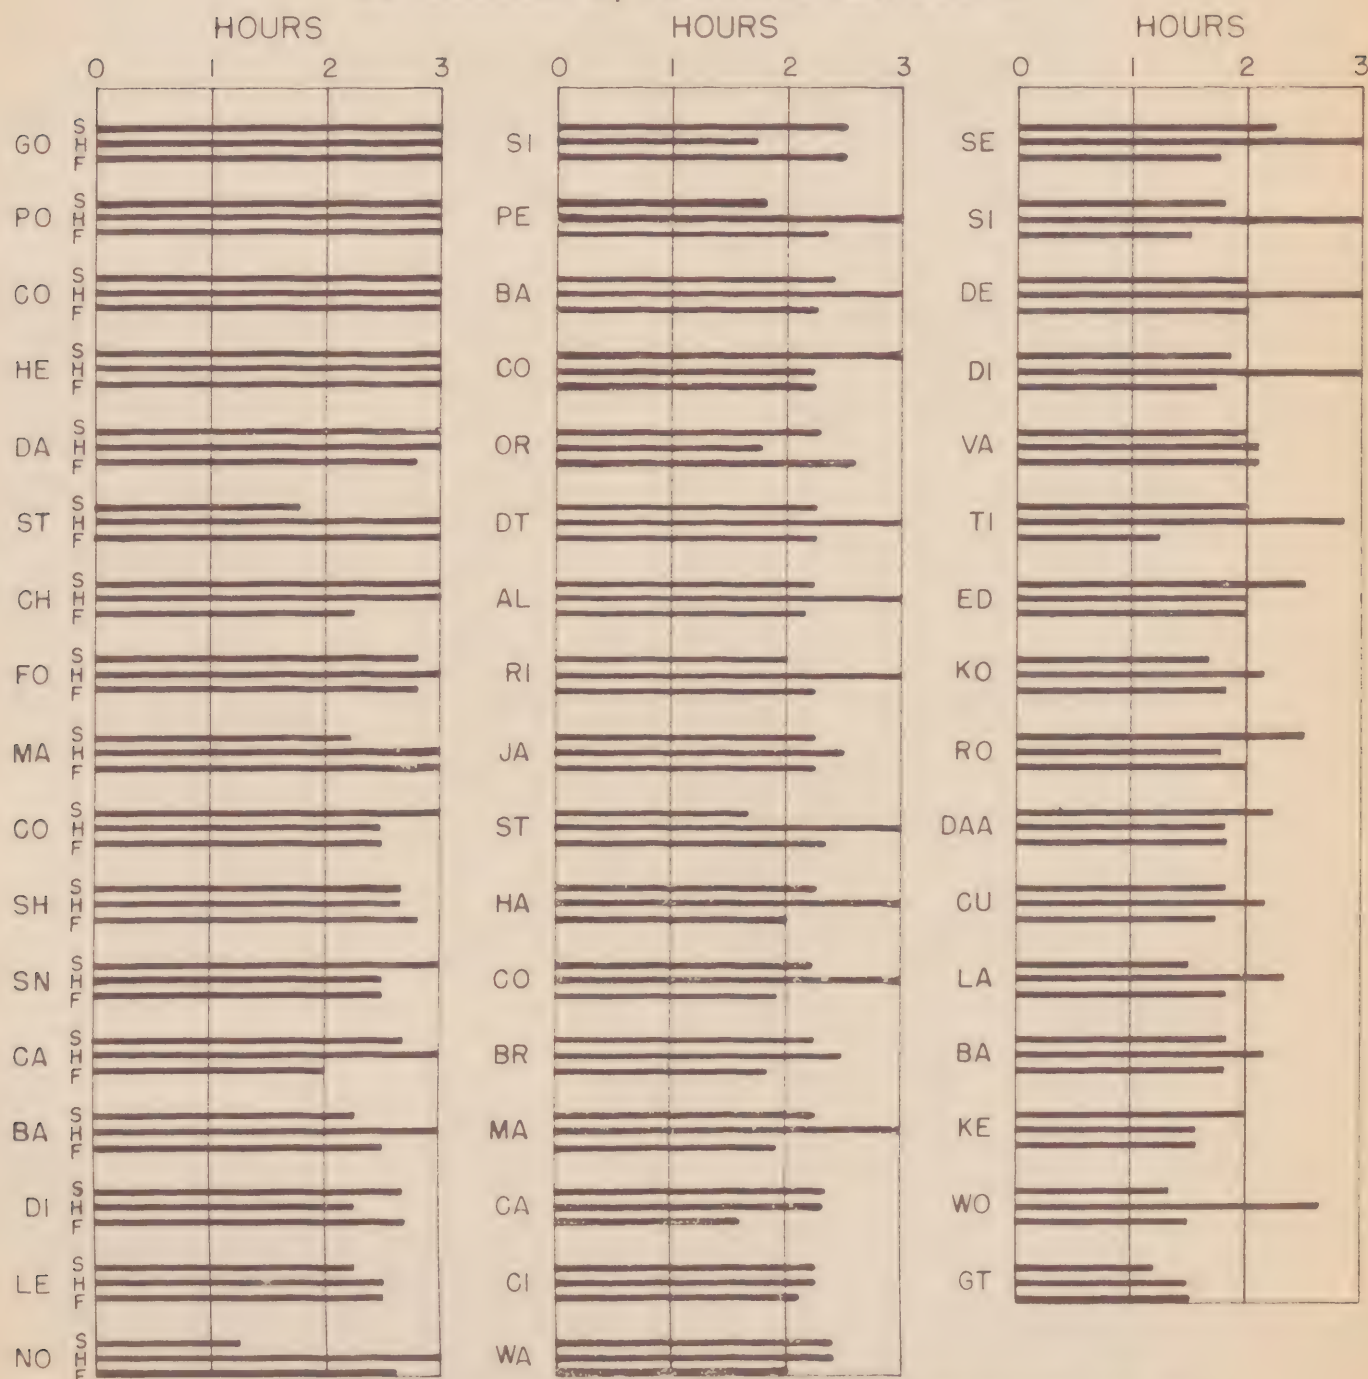 HOURS
0 1 2 3
GO S H F
PO S H F
CO S H F
HE S H F
DA S H F
ST S H F
CH S H F
FO S H F
MA S H F
CO S H F
SH S H F
SN S H F
CA S H F
BA S H F
DI S H F
LE S H F
NO S H F
HOURS
0 1 2 3
SI
PE
BA
CO
OR
DT
AL
RI
JA
ST
HA
CO
BR
MA
CA
CI
WA
HOURS
0 1 2 3
SE
SI
DE
DI
VA
TI
ED
KO
RO
DAA
CU
LA
BA
KE
WO
GT